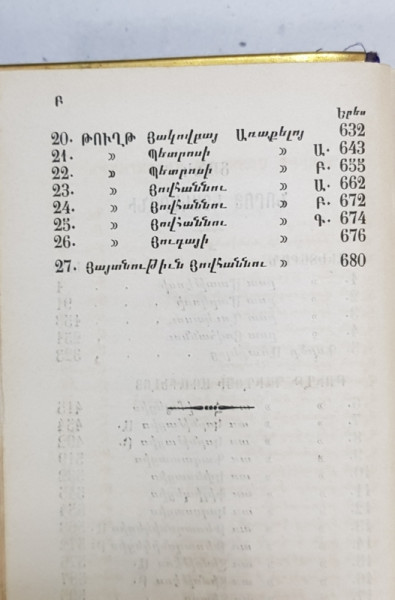 Բ
Երես
20. ԹՈՒՂԹ Յակովբայ Առաքելոյ 632
21. » Պետրոսի » Ա. 643
22. » Պետրոսի » Բ. 655
23. » Յովհաննու » Ա. 662
24. » Յովհաննու » Բ. 672
25. » Յովհաննու » Գ. 674
26. » Յուդայի » 676
27. Յայանութիւն Յովհաննու » 680